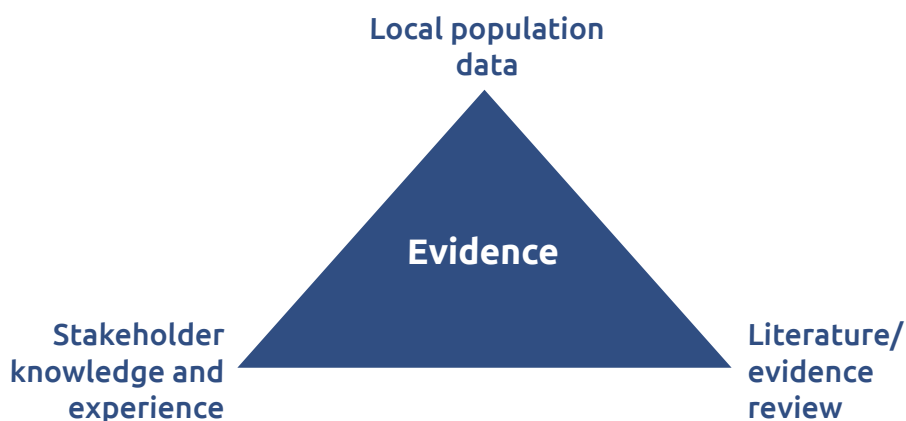 Local population
data
Evidence
Stakeholder
knowledge and
experience
Literature/
evidence
review